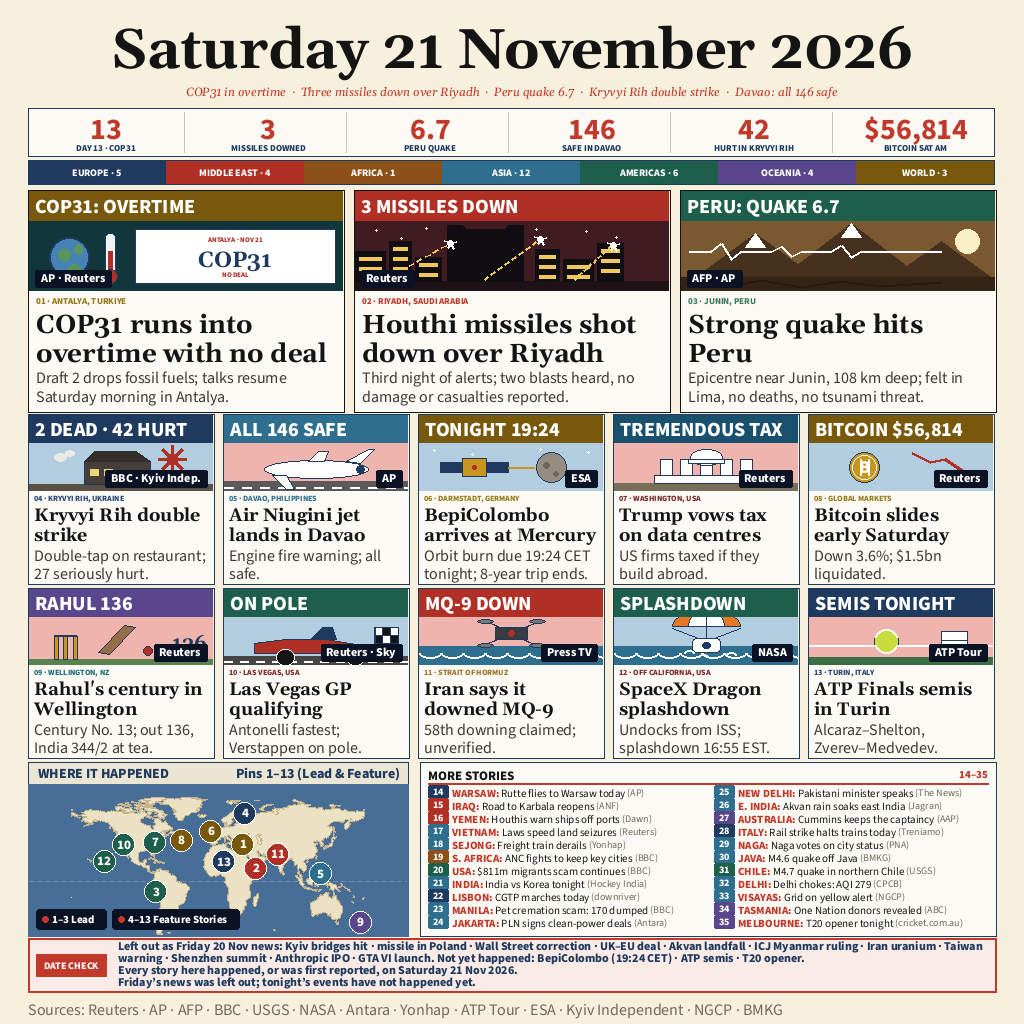 Saturday 21 November 2026
COP31 in overtime · Three missiles down over Riyadh · Peru quake 6.7 · Kryvyi Rih double strike · Davao: all 146 safe
13
DAY 13 · COP31
3
MISSILES DOWNED
6.7
PERU QUAKE
146
SAFE IN DAVAO
42
HURT IN KRYVYI RIH
$56,814
BITCOIN SAT AM
EUROPE · 5
MIDDLE EAST · 4
AFRICA · 1
ASIA · 12
AMERICAS · 6
OCEANIA · 4
WORLD · 3
COP31: OVERTIME
ANTALYA · NOV 21
COP31
NO DEAL
AP · Reuters
01 · ANTALYA, TURKIYE
COP31 runs into
overtime with no deal
Draft 2 drops fossil fuels; talks resume
Saturday morning in Antalya.
3 MISSILES DOWN
Reuters
02 · RIYADH, SAUDI ARABIA
Houthi missiles shot
down over Riyadh
Third night of alerts; two blasts heard, no
damage or casualties reported.
PERU: QUAKE 6.7
AFP · AP
03 · JUNIN, PERU
Strong quake hits
Peru
Epicentre near Junin, 108 km deep; felt in
Lima, no deaths, no tsunami threat.
2 DEAD · 42 HURT
BBC · Kyiv Indep.
04 · KRYVYI RIH, UKRAINE
Kryvyi Rih double
strike
Double-tap on restaurant;
27 seriously hurt.
ALL 146 SAFE
AP
05 · DAVAO, PHILIPPINES
Air Niugini jet
lands in Davao
Engine fire warning; all
safe.
TONIGHT 19:24
ESA
06 · DARMSTADT, GERMANY
BepiColombo
arrives at Mercury
Orbit burn due 19:24 CET
tonight; 8-year trip ends.
TREMENDOUS TAX
Reuters
07 · WASHINGTON, USA
Trump vows tax
on data centres
US firms taxed if they
build abroad.
BITCOIN $56,814
B
Reuters
08 · GLOBAL MARKETS
Bitcoin slides
early Saturday
Down 3.6%; $1.5bn
liquidated.
RAHUL 136
136
Reuters
09 · WELLINGTON, NZ
Rahul's century in
Wellington
Century No. 13; out 136,
India 344/2 at tea.
ON POLE
Reuters · Sky
10 · LAS VEGAS, USA
Las Vegas GP
qualifying
Antonelli fastest;
Verstappen on pole.
MQ-9 DOWN
Press TV
11 · STRAIT OF HORMUZ
Iran says it
downed MQ-9
58th downing claimed;
unverified.
SPLASHDOWN
NASA
12 · OFF CALIFORNIA, USA
SpaceX Dragon
splashdown
Undocks from ISS;
splashdown 16:55 EST.
SEMIS TONIGHT
ATP Tour
13 · TURIN, ITALY
ATP Finals semis
in Turin
Alcaraz–Shelton,
Zverev–Medvedev.
WHERE IT HAPPENED
Pins 1–13 (Lead & Feature)
4
10
7
8
6
1
12
13
2
11
5
3
9
1–3 Lead
4–13 Feature Stories
MORE STORIES
14–35
14 WARSAW: Rutte flies to Warsaw today (AP)
15 IRAQ: Road to Karbala reopens (ANF)
16 YEMEN: Houthis warn ships off ports (Dawn)
17 VIETNAM: Laws speed land seizures (Reuters)
18 SEJONG: Freight train derails (Yonhap)
19 S. AFRICA: ANC fights to keep key cities (BBC)
20 USA: $811m migrants scam continues (BBC)
21 INDIA: India vs Korea tonight (Hockey India)
22 LISBON: CGTP marches today (downriver)
23 MANILA: Pet cremation scam: 170 dumped (BBC)
24 JAKARTA: PLN signs clean-power deals (Antara)
25 NEW DELHI: Pakistani minister speaks (The News)
26 E. INDIA: Akvan rain soaks east India (Jagran)
27 AUSTRALIA: Cummins keeps the captaincy (AAP)
28 ITALY: Rail strike halts trains today (Treniamo)
29 NAGA: Naga votes on city status (PNA)
30 JAVA: M4.6 quake off Java (BMKG)
31 CHILE: M4.7 quake in northern Chile (USGS)
32 DELHI: Delhi chokes: AQI 279 (CPCB)
33 VISAYAS: Grid on yellow alert (NGCP)
34 TASMANIA: One Nation donors revealed (ABC)
35 MELBOURNE: T20 opener tonight (cricket.com.au)
DATE CHECK
Left out as Friday 20 Nov news: Kyiv bridges hit · missile in Poland · Wall Street correction · UK–EU deal · Akvan landfall · ICJ Myanmar ruling · Iran uranium · Taiwan
warning · Shenzhen summit · Anthropic IPO · GTA VI launch. Not yet happened: BepiColombo (19:24 CET) · ATP semis · T20 opener.
Every story here happened, or was first reported, on Saturday 21 Nov 2026.
Friday's news was left out; tonight's events have not happened yet.
Sources: Reuters · AP · AFP · BBC · USGS · NASA · Antara · Yonhap · ATP Tour · ESA · Kyiv Independent · NGCP · BMKG